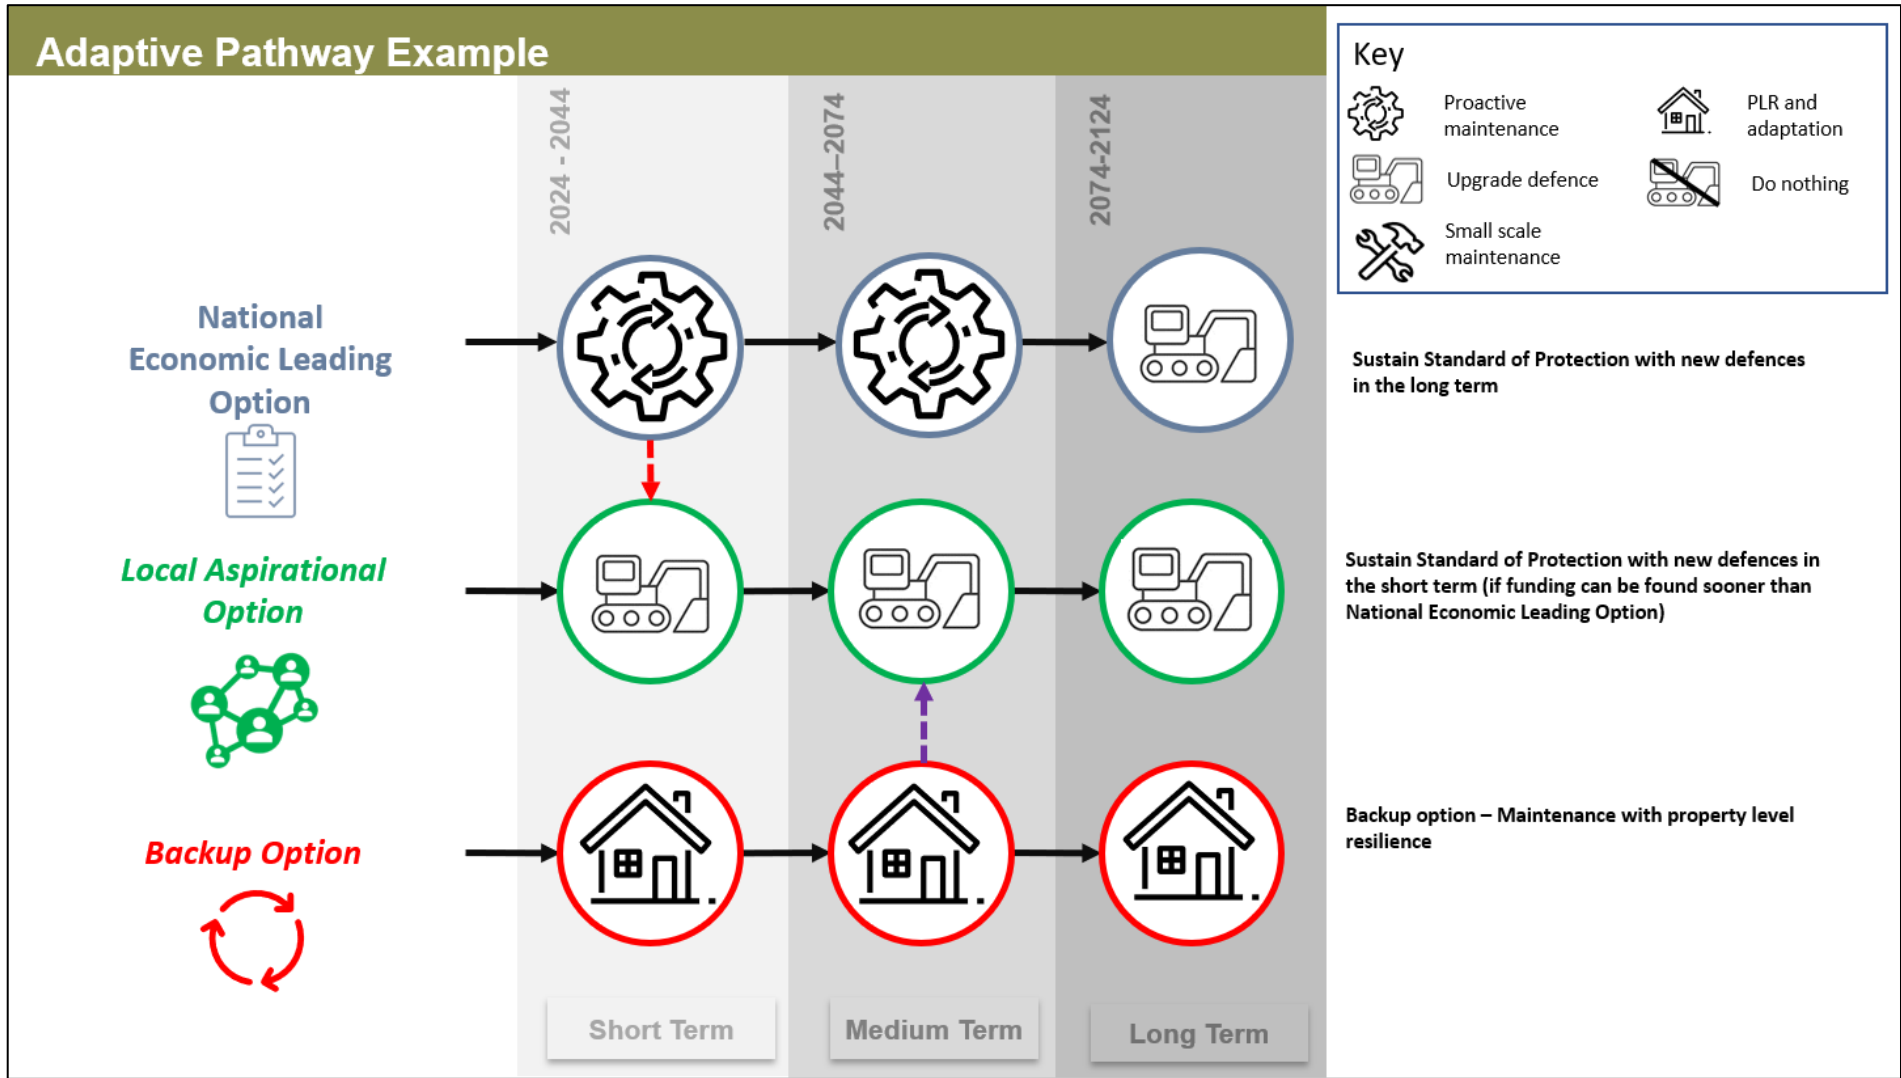 Adaptive Pathway Example
2024 - 2044
2044–2074
2074-2124
Key
Proactive
maintenance
PLR and
adaptation
Upgrade defence
Do nothing
Small scale
maintenance
National
Economic Leading
Option
Sustain Standard of Protection with new defences
in the long term
Local Aspirational
Option
Sustain Standard of Protection with new defences in
the short term (if funding can be found sooner than
National Economic Leading Option)
Backup Option
Backup option – Maintenance with property level
resilience
Short Term
Medium Term
Long Term